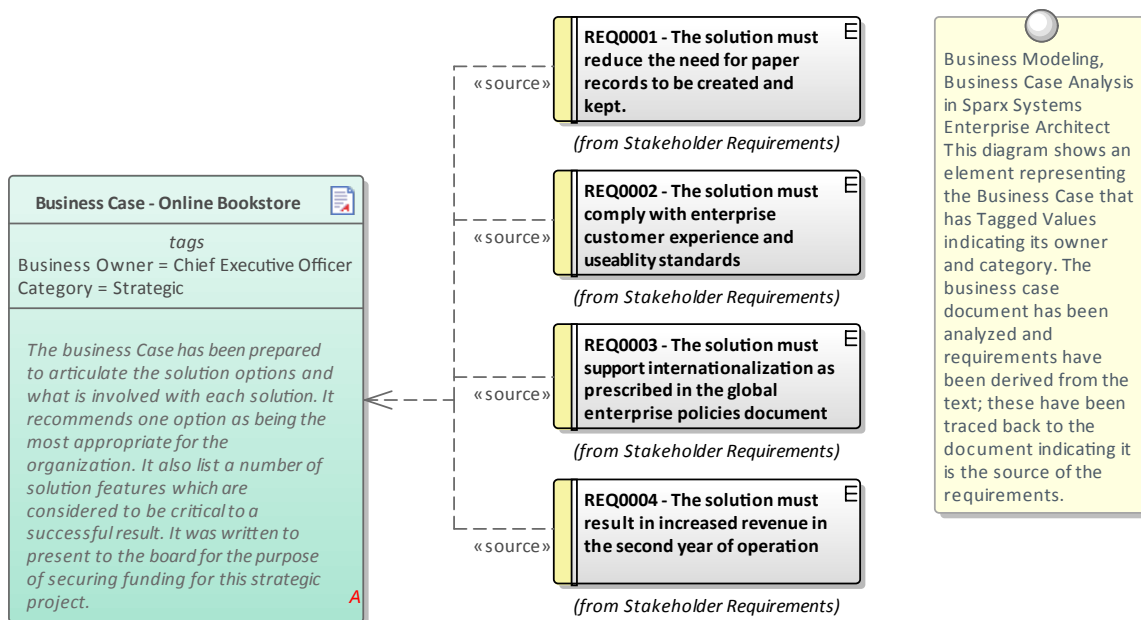 Business Case - Online Bookstore
tags
Business Owner = Chief Executive Officer
Category = Strategic
The business Case has been prepared
to articulate the solution options and
what is involved with each solution. It
recommends one option as being the
most appropriate for the
organization. It also list a number of
solution features which are
considered to be critical to a
successful result. It was written to
present to the board for the purpose
of securing funding for this strategic
project.
A
«source»
REQ0001 - The solution must
reduce the need for paper
records to be created and
kept.
E
(from Stakeholder Requirements)
«source»
REQ0002 - The solution must
comply with enterprise
customer experience and
useablity standards
E
(from Stakeholder Requirements)
«source»
REQ0003 - The solution must
support internationalization as
prescribed in the global
enterprise policies document
E
(from Stakeholder Requirements)
«source»
REQ0004 - The solution must
result in increased revenue in
the second year of operation
E
(from Stakeholder Requirements)
Business Modeling,
Business Case Analysis
in Sparx Systems
Enterprise Architect
This diagram shows an
element representing
the Business Case that
has Tagged Values
indicating its owner
and category. The
business case
document has been
analyzed and
requirements have
been derived from the
text; these have been
traced back to the
document indicating it
is the source of the
requirements.